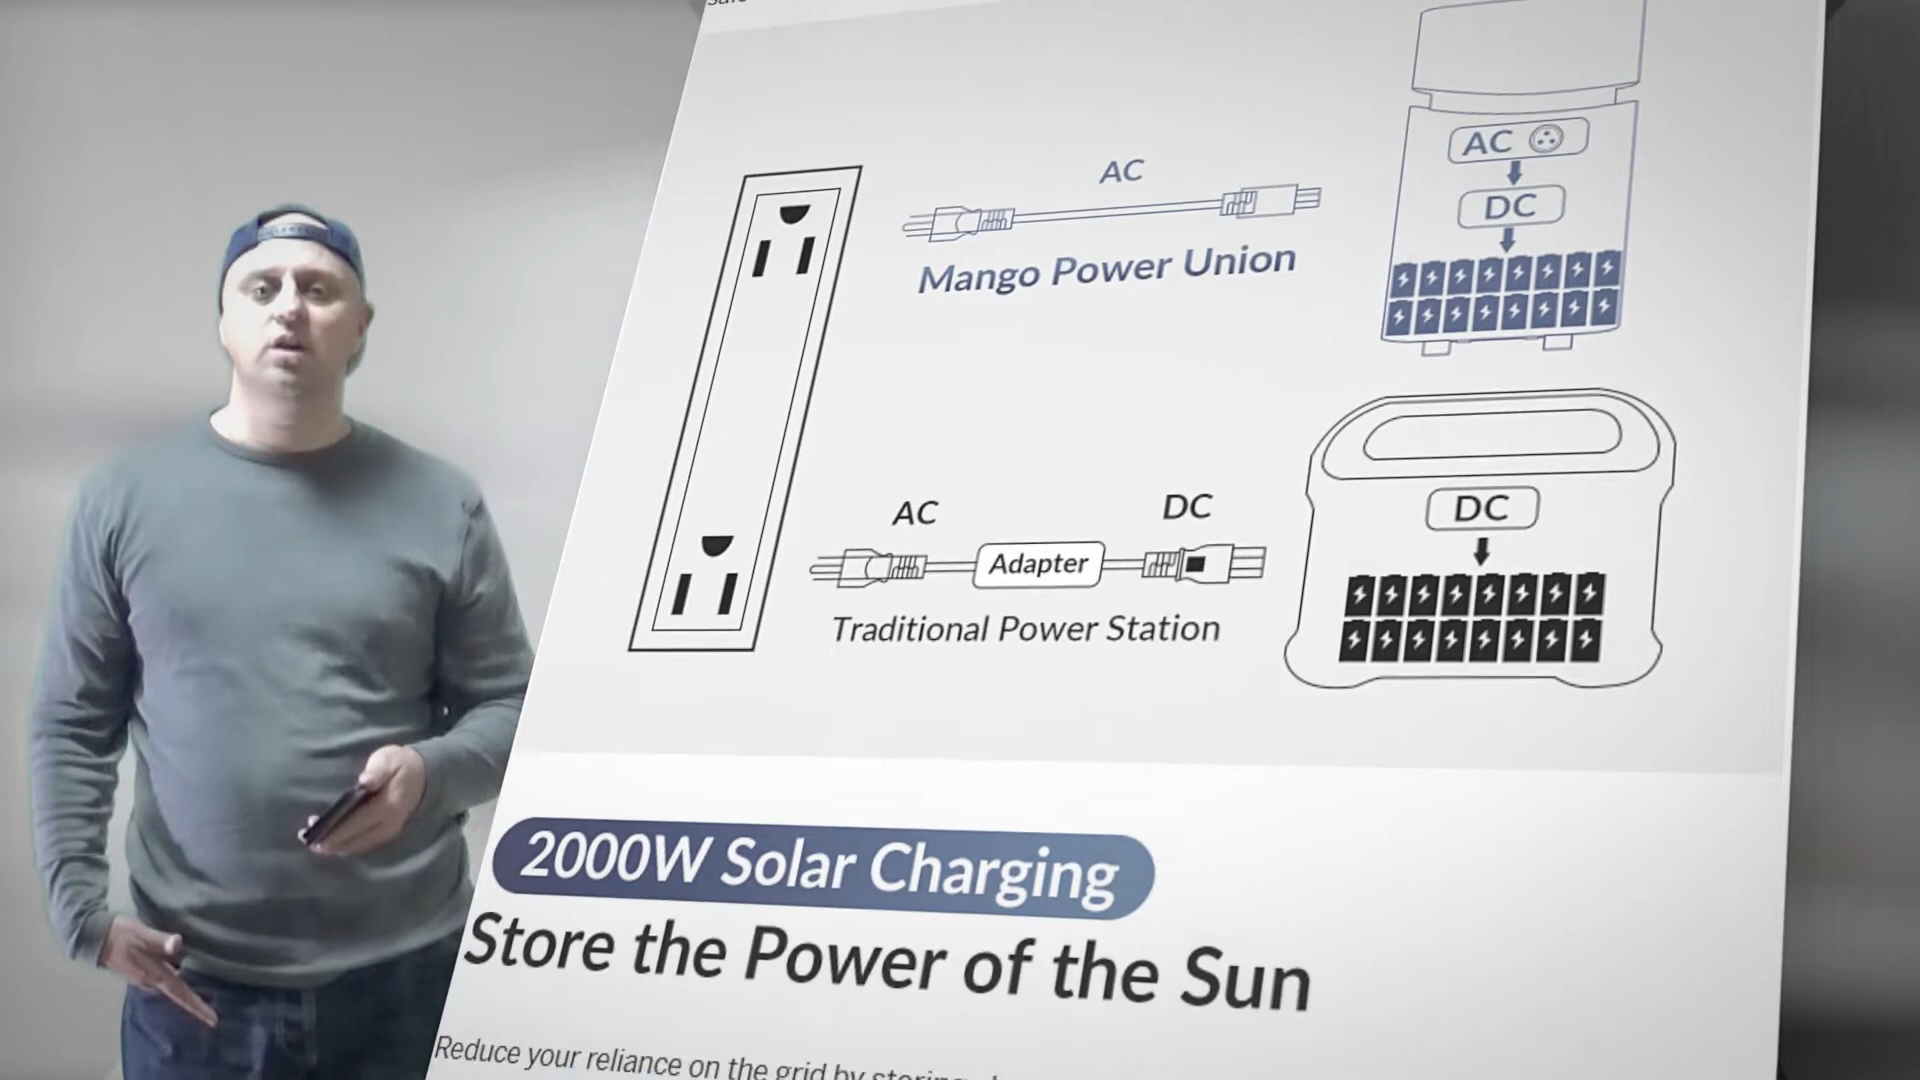 AC
AC
DC
Mango Power Union
AC
DC
DC
Adapter
Traditional Power Station
2000W Solar Charging
Store the Power of the Sun
Reduce your reliance on the grid by storing